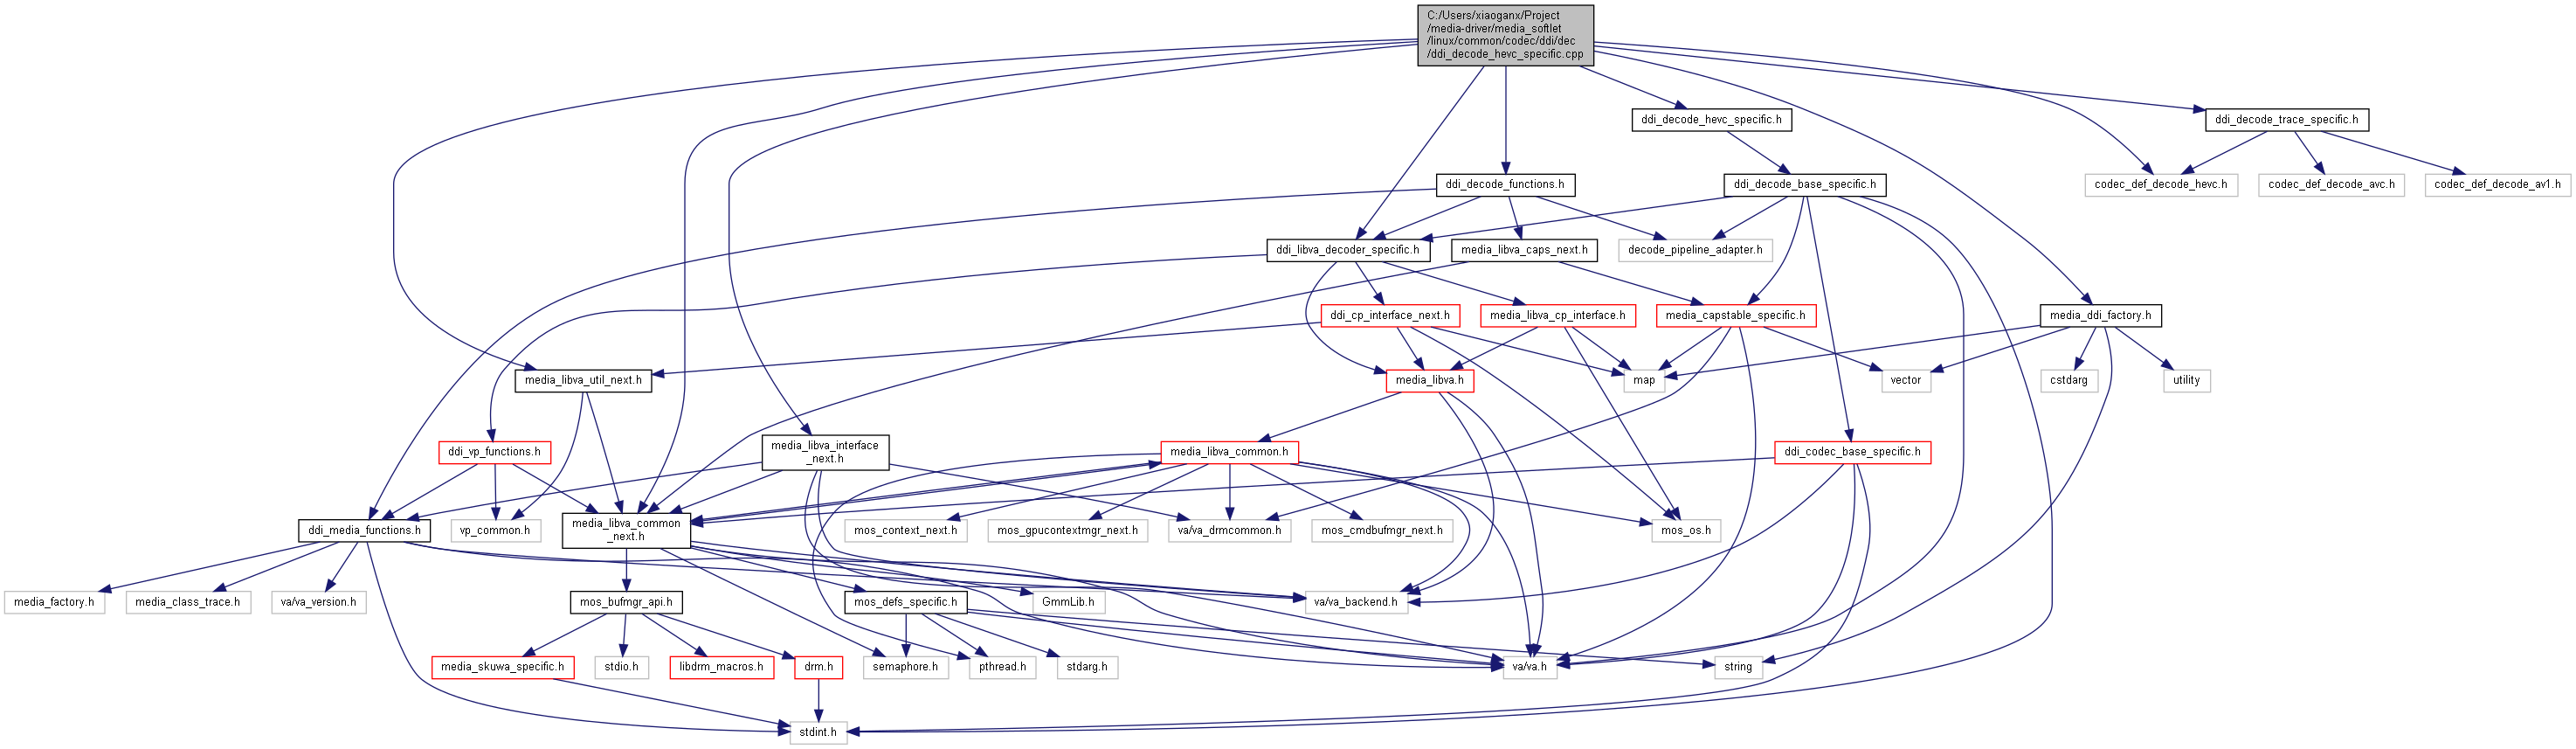 C:/Users/xiaoganx/Project
/media-driver/media_softlet
/linux/common/codec/ddi/dec
/ddi_decode_hevc_specific.cpp
ddi_decode_hevc_specific.h
ddi_decode_trace_specific.h
ddi_decode_functions.h
ddi_decode_base_specific.h
codec_def_decode_hevc.h
codec_def_decode_avc.h
codec_def_decode_av1.h
ddi_libva_decoder_specific.h
media_libva_caps_next.h
decode_pipeline_adapter.h
ddi_cp_interface_next.h
media_libva_cp_interface.h
media_capstable_specific.h
media_ddi_factory.h
media_libva_util_next.h
media_libva.h
map
vector
cstdarg
utility
ddi_vp_functions.h
media_libva_interface
_next.h
media_libva_common.h
ddi_codec_base_specific.h
ddi_media_functions.h
vp_common.h
media_libva_common
_next.h
mos_context_next.h
mos_gpucontextmgr_next.h
va/va_drmcommon.h
mos_cmdbufmgr_next.h
mos_os.h
media_factory.h
media_class_trace.h
va/va_version.h
mos_bufmgr_api.h
mos_defs_specific.h
GmmLib.h
va/va_backend.h
media_skuwa_specific.h
stdio.h
libdrm_macros.h
drm.h
semaphore.h
pthread.h
stdarg.h
va/va.h
string
stdint.h